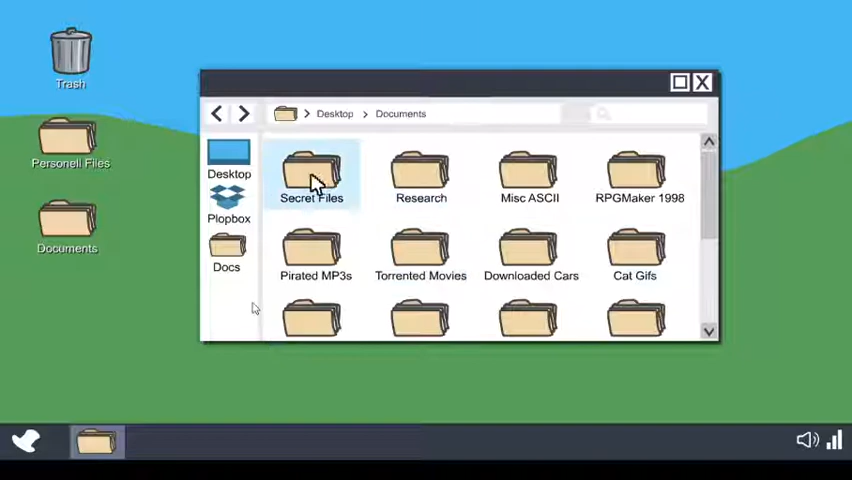 Trash
Personell Files
Documents
X
Desktop
Documents
Desktop
Plopbox
Docs
Secret Files
Research
Misc ASCII
RPGMaker 1998
Pirated MP3s
Torrented Movies
Downloaded Cars
Cat Gifs